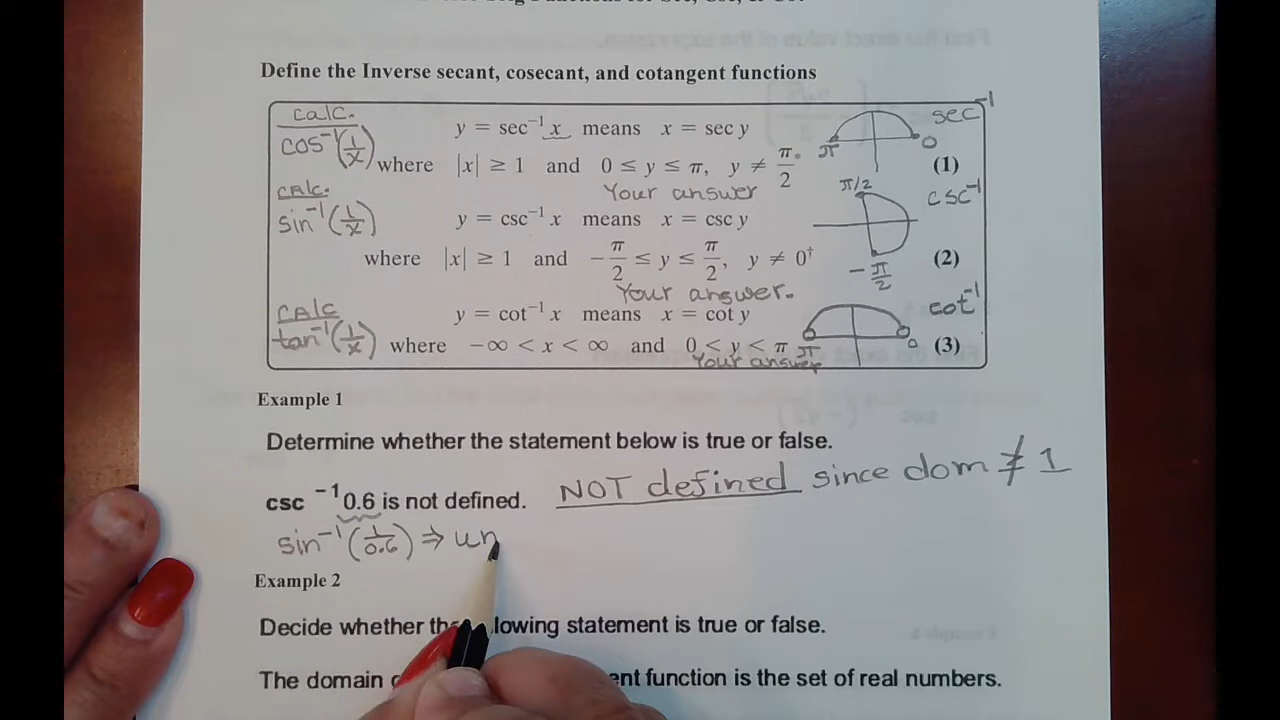 Define the Inverse secant, cosecant, and cotangent functions
calc.
cos⁻¹(1/x)
y = sec⁻¹ x means x = sec y
sec⁻¹
where |x| ≥ 1 and 0 ≤ y ≤ π, y ≠ π/2
π
0
(1)
Your answer
calc.
sin⁻¹(1/x)
y = csc⁻¹ x means x = csc y
π/2
csc⁻¹
where |x| ≥ 1 and -π/2 ≤ y ≤ π/2, y ≠ 0†
-π/2
(2)
Your answer.
calc
tan⁻¹(1/x)
y = cot⁻¹ x means x = cot y
cot⁻¹
where -∞ < x < ∞ and 0 < y < π
π
0
(3)
Your answer
Example 1
Determine whether the statement below is true or false.
csc ⁻¹0.6 is not defined.
NOT defined since dom ≠ 1
sin⁻¹(1/0.6) ⇒ un
Example 2
Decide whether the following statement is true or false.
The domain function is the set of real numbers.